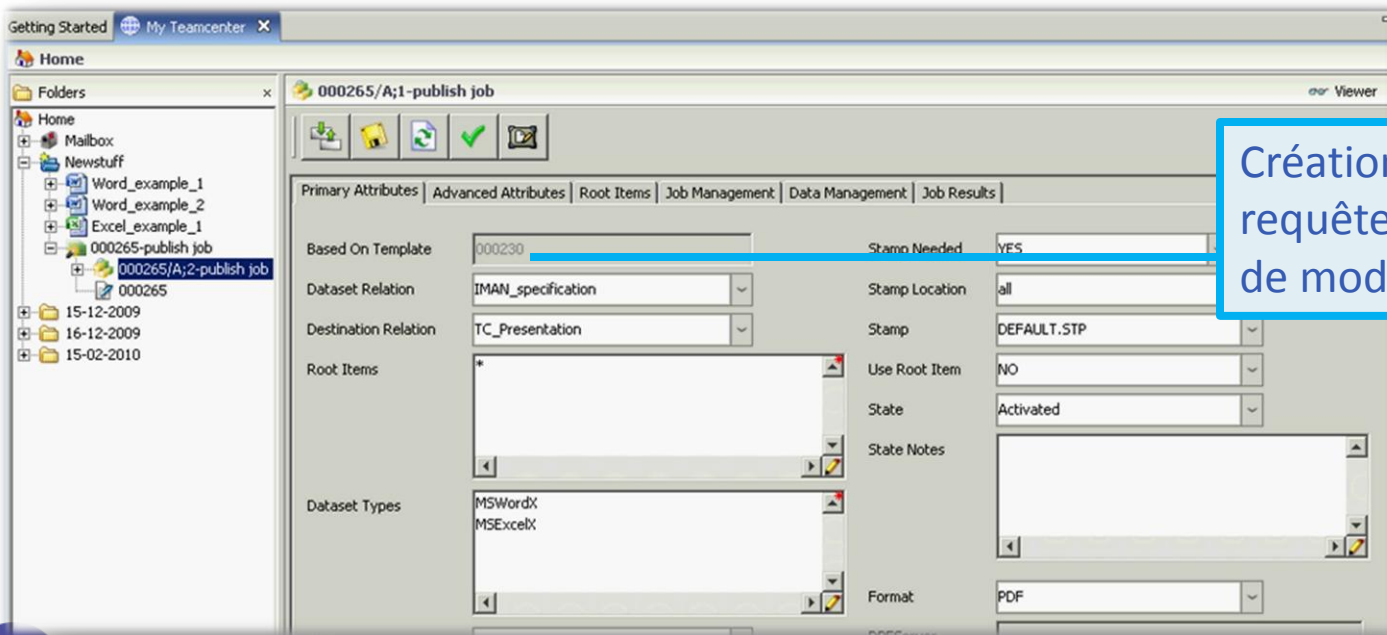 Getting Started My Teamcenter
Home
Folders
Home
Mailbox
Newstuff
Word_example_1
Word_example_2
Excel_example_1
000265-publish job
000265/A;2-publish job
000265
15-12-2009
16-12-2009
15-02-2010
000265/A;1-publish job
Viewer
Primary Attributes Advanced Attributes Root Items Job Management Data Management Job Results
Based On Template 000230
Dataset Relation IMAN_specification
Destination Relation TC_Presentation
Root Items *
Dataset Types MSWordX
MSExcelX
Stamp Needed YES
Stamp Location all
Stamp DEFAULT.STP
Use Root Item NO
State Activated
State Notes
Format PDF
Création
requête
de mod